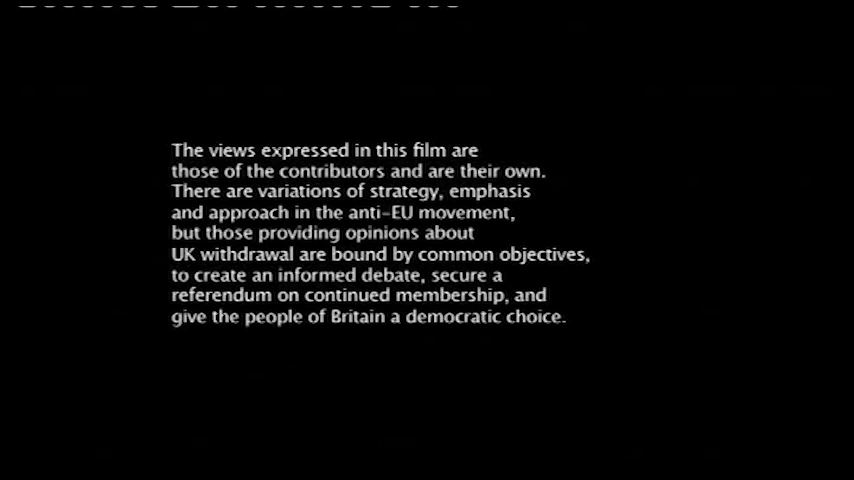 The views expressed in this film are
those of the contributors and are their own.
There are variations of strategy, emphasis
and approach in the anti-EU movement,
but those providing opinions about
UK withdrawal are bound by common objectives,
to create an informed debate, secure a
referendum on continued membership, and
give the people of Britain a democratic choice.